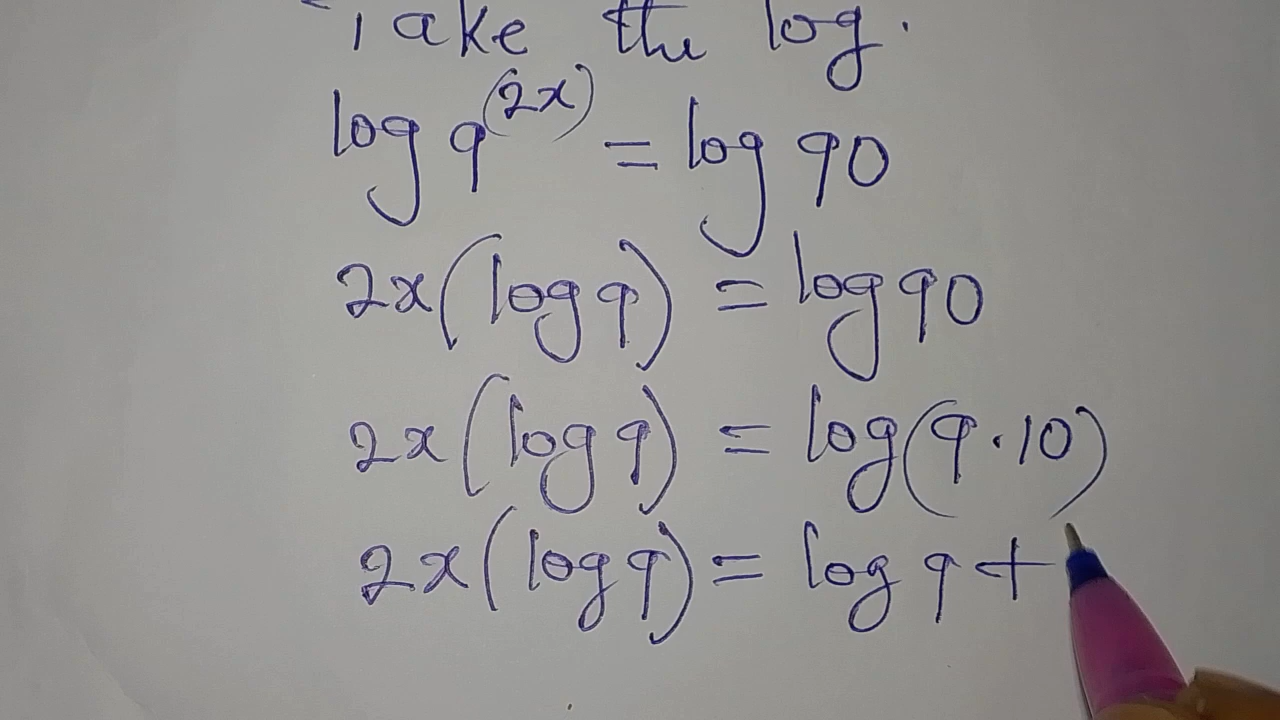 Take the log.
log 9^(2x) = log 90
2x(log 9) = log 90
2x(log 9) = log(9·10)
2x(log 9) = log 9 +